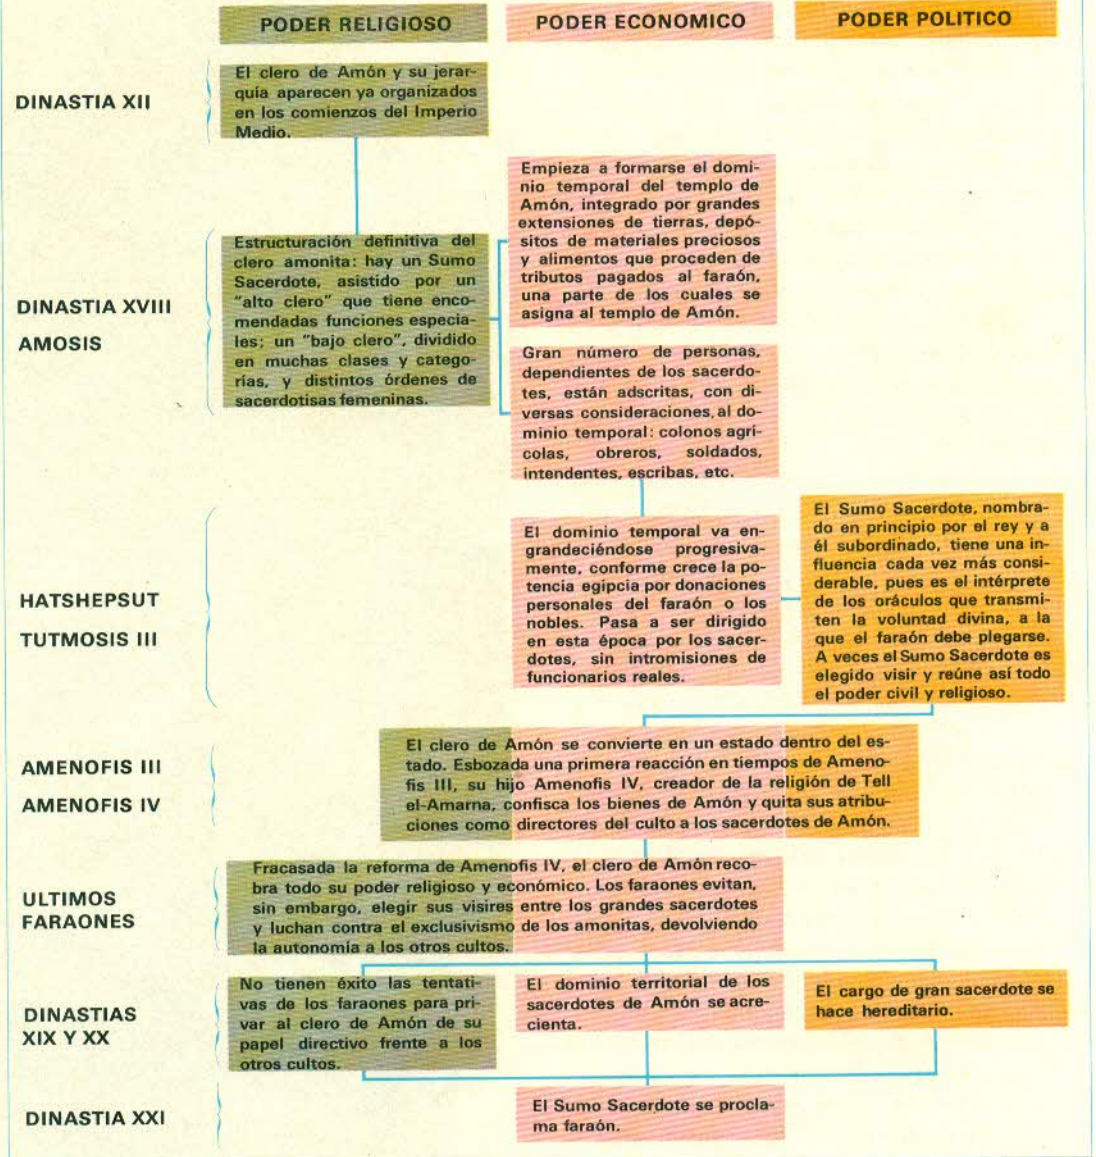 PODER RELIGIOSO
PODER ECONOMICO
PODER POLITICO
DINASTIA XII
El clero de Amón y su jerar-
quía aparecen ya organizados
en los comienzos del Imperio
Medio.
DINASTIA XVIII
AMOSIS
Estructuración definitiva del
clero amonita: hay un Sumo
Sacerdote, asistido por un
"alto clero" que tiene enco-
mendadas funciones especia-
les; un "bajo clero", dividido
en muchas clases y catego-
rías, y distintos órdenes de
sacerdotisas femeninas.
Empieza a formarse el domi-
nio temporal del templo de
Amón, integrado por grandes
extensiones de tierras, depó-
sitos de materiales preciosos
y alimentos que proceden de
tributos pagados al faraón,
una parte de los cuales se
asigna al templo de Amón.
Gran número de personas,
dependientes de los sacerdo-
tes, están adscritas, con di-
versas consideraciones, al do-
minio temporal: colonos agrí-
colas, obreros, soldados,
intendentes, escribas, etc.
HATSHEPSUT
TUTMOSIS III
El dominio temporal va en-
grandeciéndose progresiva-
mente, conforme crece la po-
tencia egipcia por donaciones
personales del faraón o los
nobles. Pasa a ser dirigido
en esta época por los sacer-
dotes, sin intromisiones de
funcionarios reales.
El Sumo Sacerdote, nombra-
do en principio por el rey y a
él subordinado, tiene una in-
fluencia cada vez más consi-
derable, pues es el intérprete
de los oráculos que transmi-
ten la voluntad divina, a la
que el faraón debe plegarse.
A veces el Sumo Sacerdote es
elegido visir y reúne así todo
el poder civil y religioso.
AMENOFIS III
AMENOFIS IV
El clero de Amón se convierte en un estado dentro del es-
tado. Esbozada una primera reacción en tiempos de Ameno-
fis III, su hijo Amenofis IV, creador de la religión de Tell
el-Amarna, confisca los bienes de Amón y quita sus atribu-
ciones como directores del culto a los sacerdotes de Amón.
ULTIMOS
FARAONES
Fracasada la reforma de Amenofis IV, el clero de Amón reco-
bra todo su poder religioso y económico. Los faraones evitan,
sin embargo, elegir sus visires entre los grandes sacerdotes
y luchan contra el exclusivismo de los amonitas, devolviendo
la autonomía a los otros cultos.
DINASTIAS
XIX Y XX
No tienen éxito las tentati-
vas de los faraones para pri-
var al clero de Amón de su
papel directivo frente a los
otros cultos.
El dominio territorial de los
sacerdotes de Amón se acre-
cienta.
El cargo de gran sacerdote se
hace hereditario.
DINASTIA XXI
El Sumo Sacerdote se procla-
ma faraón.